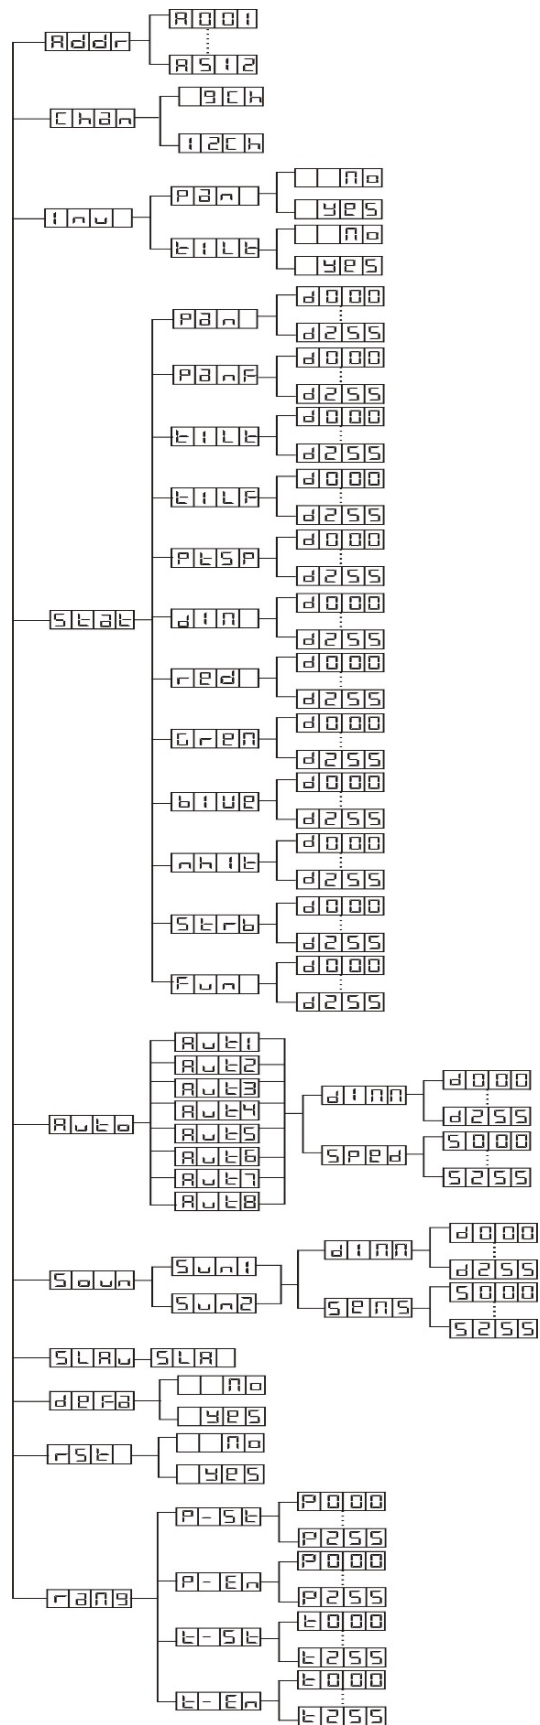 Addr
A001
A512
Chan
9Ch
12Ch
Inv
Pan
No
yes
tilt
No
yes
Stat
Pan
d000
d255
PanF
d000
d255
tilt
d000
d255
tilF
d000
d255
PtSP
d000
d255
diM
d000
d255
red
d000
d255
GreN
d000
d255
blUe
d000
d255
nhit
d000
d255
Strb
d000
d255
Fun
d000
d255
Auto
Aut1
Aut2
Aut3
Aut4
Aut5
Aut6
Aut7
Aut8
diMM
d000
d255
SPed
S000
S255
Soun
Sun1
Sun2
diMM
d000
d255
SenS
S000
S255
SLAv
SLA
deFa
No
yes
rSt
No
yes
raNg
P-St
P000
P255
P-En
P000
P255
t-St
t000
t255
t-En
t000
t255